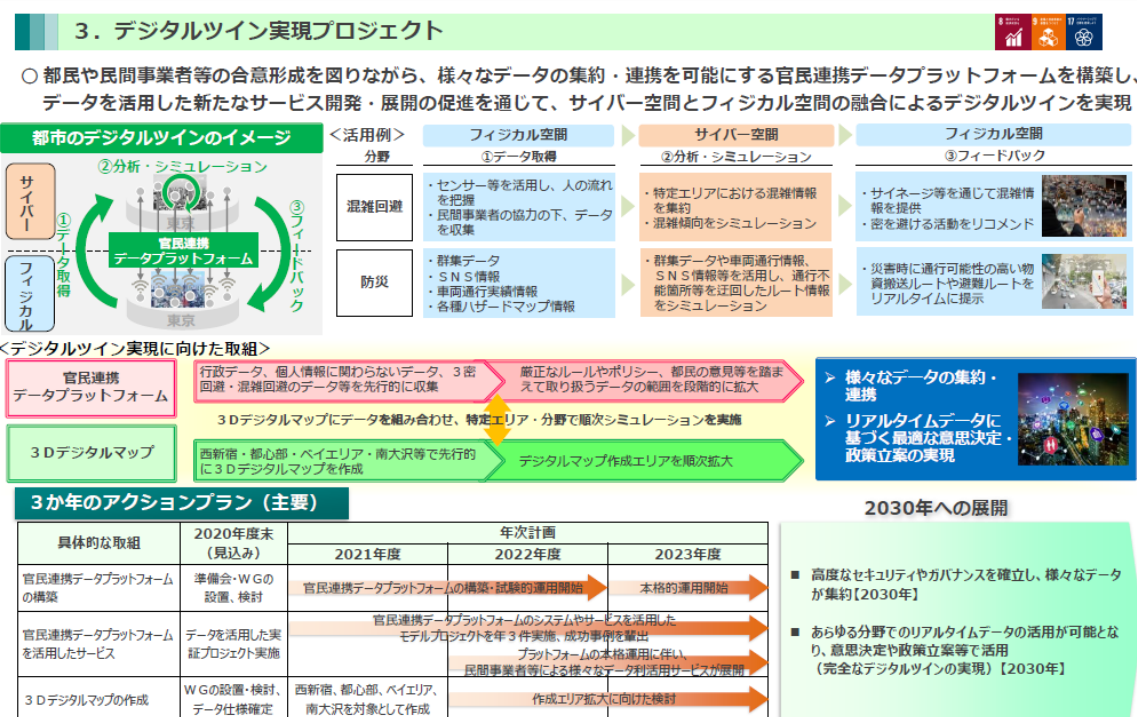 3．デジタルツイン実現プロジェクト
8
9
17
○ 都民や民間事業者等の合意形成を図りながら、様々なデータの集約・連携を可能にする官民連携データプラットフォームを構築し、
データを活用した新たなサービス開発・展開の促進を通じて、サイバー空間とフィジカル空間の融合によるデジタルツインを実現
都市のデジタルツインのイメージ
②分析・シミュレーション
サイバー
フィジカル
①データ取得
③フィードバック
東京
官民連携
データプラットフォーム
東京
＜活用例＞
フィジカル空間
サイバー空間
フィジカル空間
分野
①データ取得
②分析・シミュレーション
③フィードバック
混雑回避
・センサー等を活用し、人の流れ
を把握
・民間事業者の協力の下、データ
を収集
・特定エリアにおける混雑情報
を集約
・混雑傾向をシミュレーション
・サイネージ等を通じて混雑情
報を提供
・密を避ける活動をリコメンド
防災
・群集データ
・ＳＮＳ情報
・車両通行実績情報
・各種ハザードマップ情報
・群集データや車両通行情報、
ＳＮＳ情報等を活用し、通行不
能箇所等を迂回したルート情報
をシミュレーション
・災害時に通行可能性の高い物
資搬送ルートや避難ルートを
リアルタイムに提示
＜デジタルツイン実現に向けた取組＞
官民連携
データプラットフォーム
行政データ、個人情報に関わらないデータ、３密
回避・混雑回避のデータ等を先行的に収集
厳正なルールやポリシー、都民の意見等を踏ま
えて取り扱うデータの範囲を段階的に拡大
３Ｄデジタルマップにデータを組み合わせ、特定エリア・分野で順次シミュレーションを実施
３Ｄデジタルマップ
西新宿・都心部・ベイエリア・南大沢等で先行的
に３Ｄデジタルマップを作成
デジタルマップ作成エリアを順次拡大
➢ 様々なデータの集約・
連携
➢ リアルタイムデータに
基づく最適な意思決定・
政策立案の実現
３か年のアクションプラン（主要）
具体的な取組
2020年度末
（見込み）
年次計画
2021年度
2022年度
2023年度
官民連携データプラットフォーム
の構築
準備会・ＷＧの
設置、検討
官民連携データプラットフォームの構築・試験的運用開始
本格的運用開始
官民連携データプラットフォーム
を活用したサービス
データを活用した実
証プロジェクト実施
官民連携データプラットフォームのシステムやサービスを活用した
モデルプロジェクトを年３件実施、成功事例を輩出
プラットフォームの本格運用に伴い、
民間事業者等による様々なデータ利活用サービスが展開
３Ｄデジタルマップの作成
ＷＧの設置・検討、
データ仕様確定
西新宿、都心部、ベイエリア、
南大沢を対象として作成
作成エリア拡大に向けた検討
2030年への展開
■ 高度なセキュリティやガバナンスを確立し、様々なデータ
が集約【2030年】
■ あらゆる分野でのリアルタイムデータの活用が可能とな
り、意思決定や政策立案等で活用
（完全なデジタルツインの実現）【2030年】